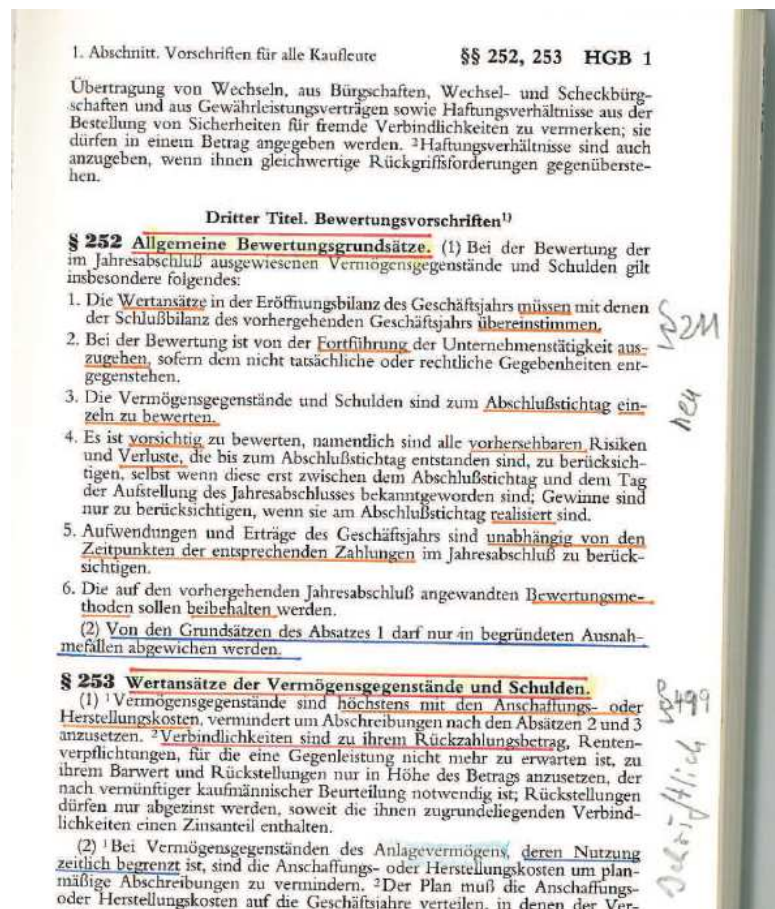 1. Abschnitt. Vorschriften für alle Kaufleute §§ 252, 253 HGB 1
Übertragung von Wechseln, aus Bürgschaften, Wechsel- und Scheckbürg-
schaften und aus Gewährleistungsverträgen sowie Haftungsverhältnisse aus der
Bestellung von Sicherheiten für fremde Verbindlichkeiten zu vermerken; sie
dürfen in einem Betrag angegeben werden. ²Haftungsverhältnisse sind auch
anzugeben, wenn ihnen gleichwertige Rückgriffsforderungen gegenüberste-
hen.
Dritter Titel. Bewertungsvorschriften¹⁾
§ 252 Allgemeine Bewertungsgrundsätze. (1) Bei der Bewertung der
im Jahresabschluß ausgewiesenen Vermögensgegenstände und Schulden gilt
insbesondere folgendes:
1. Die Wertansätze in der Eröffnungsbilanz des Geschäftsjahrs müssen mit denen
der Schlußbilanz des vorhergehenden Geschäftsjahrs übereinstimmen.
2. Bei der Bewertung ist von der Fortführung der Unternehmenstätigkeit aus-
zugehen, sofern dem nicht tatsächliche oder rechtliche Gegebenheiten ent-
gegenstehen.
3. Die Vermögensgegenstände und Schulden sind zum Abschlußstichtag ein-
zeln zu bewerten.
4. Es ist vorsichtig zu bewerten, namentlich sind alle vorhersehbaren Risiken
und Verluste, die bis zum Abschlußstichtag entstanden sind, zu berücksich-
tigen, selbst wenn diese erst zwischen dem Abschlußstichtag und dem Tag
der Aufstellung des Jahresabschlusses bekanntgeworden sind; Gewinne sind
nur zu berücksichtigen, wenn sie am Abschlußstichtag realisiert sind.
5. Aufwendungen und Erträge des Geschäftsjahrs sind unabhängig von den
Zeitpunkten der entsprechenden Zahlungen im Jahresabschluß zu berück-
sichtigen.
6. Die auf den vorhergehenden Jahresabschluß angewandten Bewertungsme-
thoden sollen beibehalten werden.
(2) Von den Grundsätzen des Absatzes 1 darf nur in begründeten Ausnah-
mefällen abgewichen werden.
§ 253 Wertansätze der Vermögensgegenstände und Schulden.
(1) ¹Vermögensgegenstände sind höchstens mit den Anschaffungs- oder
Herstellungskosten, vermindert um Abschreibungen nach den Absätzen 2 und 3
anzusetzen. ²Verbindlichkeiten sind zu ihrem Rückzahlungsbetrag, Renten-
verpflichtungen, für die eine Gegenleistung nicht mehr zu erwarten ist, zu
ihrem Barwert und Rückstellungen nur in Höhe des Betrags anzusetzen, der
nach vernünftiger kaufmännischer Beurteilung notwendig ist; Rückstellungen
dürfen nur abgezinst werden, soweit die ihnen zugrundeliegenden Verbind-
lichkeiten einen Zinsanteil enthalten.
(2) ¹Bei Vermögensgegenständen des Anlagevermögens, deren Nutzung
zeitlich begrenzt ist, sind die Anschaffungs- oder Herstellungskosten um plan-
mäßige Abschreibungen zu vermindern. ²Der Plan muß die Anschaffungs-
oder Herstellungskosten auf die Geschäftsjahre verteilen, in denen der Ver-
§211
neu
§499
Schriftlich